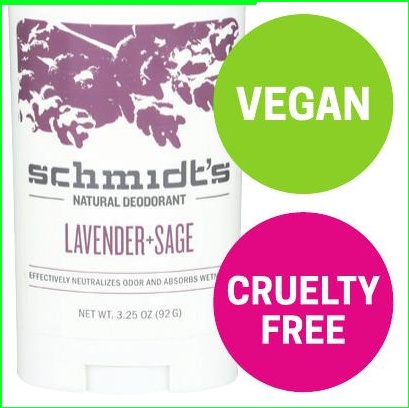 schmidt's
NATURAL DEODORANT
LAVENDER+SAGE
EFFECTIVELY NEUTRALIZES ODOR AND ABSORBS
NET WT. 3.25 OZ (92 G)
VEGAN
CRUELTY
FREE